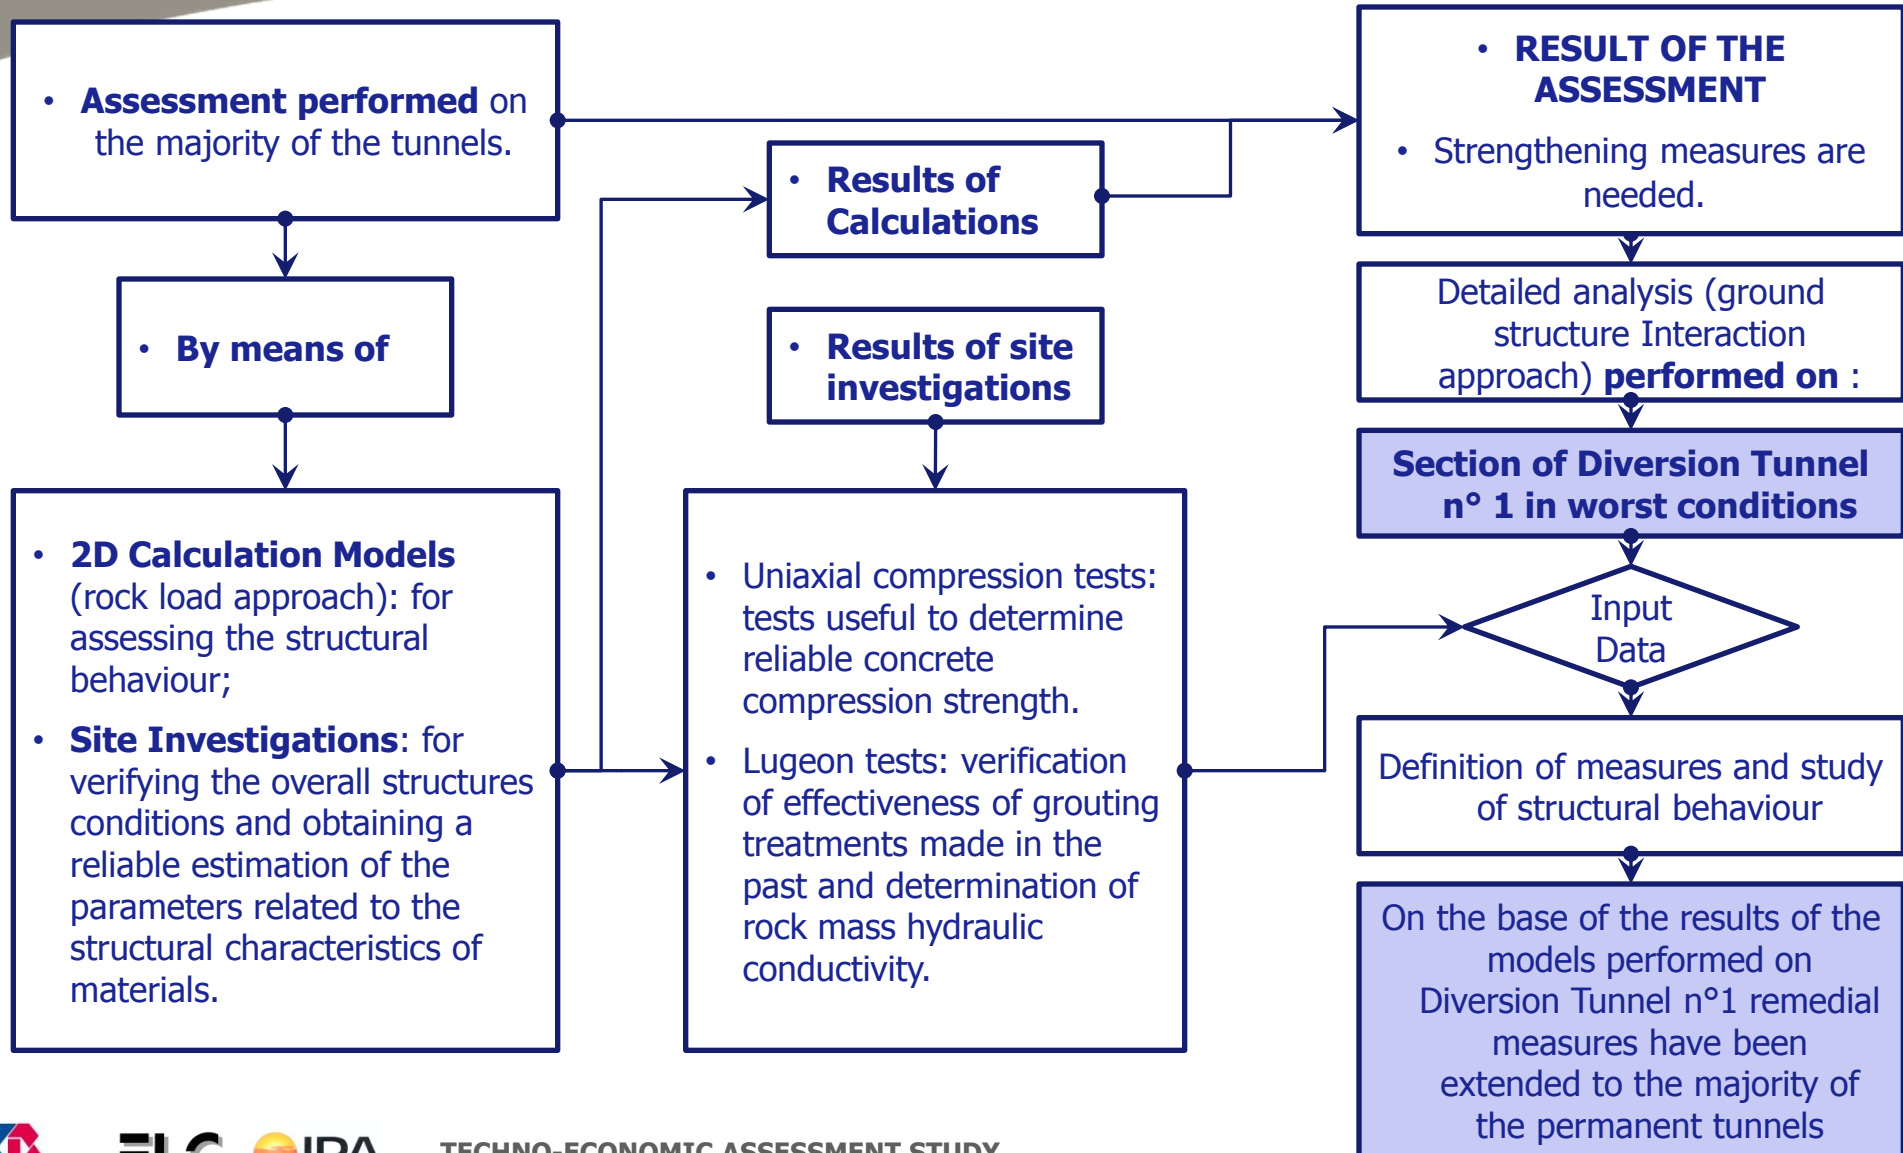 • Assessment performed on
the majority of the tunnels.
• By means of
• 2D Calculation Models
(rock load approach): for
assessing the structural
behaviour;
• Site Investigations: for
verifying the overall structures
conditions and obtaining a
reliable estimation of the
parameters related to the
structural characteristics of
materials.
• Results of
Calculations
• Results of site
investigations
• Uniaxial compression tests:
tests useful to determine
reliable concrete
compression strength.
• Lugeon tests: verification
of effectiveness of grouting
treatments made in the
past and determination of
rock mass hydraulic
conductivity.
• RESULT OF THE
ASSESSMENT
• Strengthening measures are
needed.
Detailed analysis (ground
structure Interaction
approach) performed on :
Section of Diversion Tunnel
n° 1 in worst conditions
Input
Data
Definition of measures and study
of structural behaviour
On the base of the results of the
models performed on
Diversion Tunnel n°1 remedial
measures have been
extended to the majority of
the permanent tunnels
TECHNO-ECONOMIC ASSESSMENT STUDY